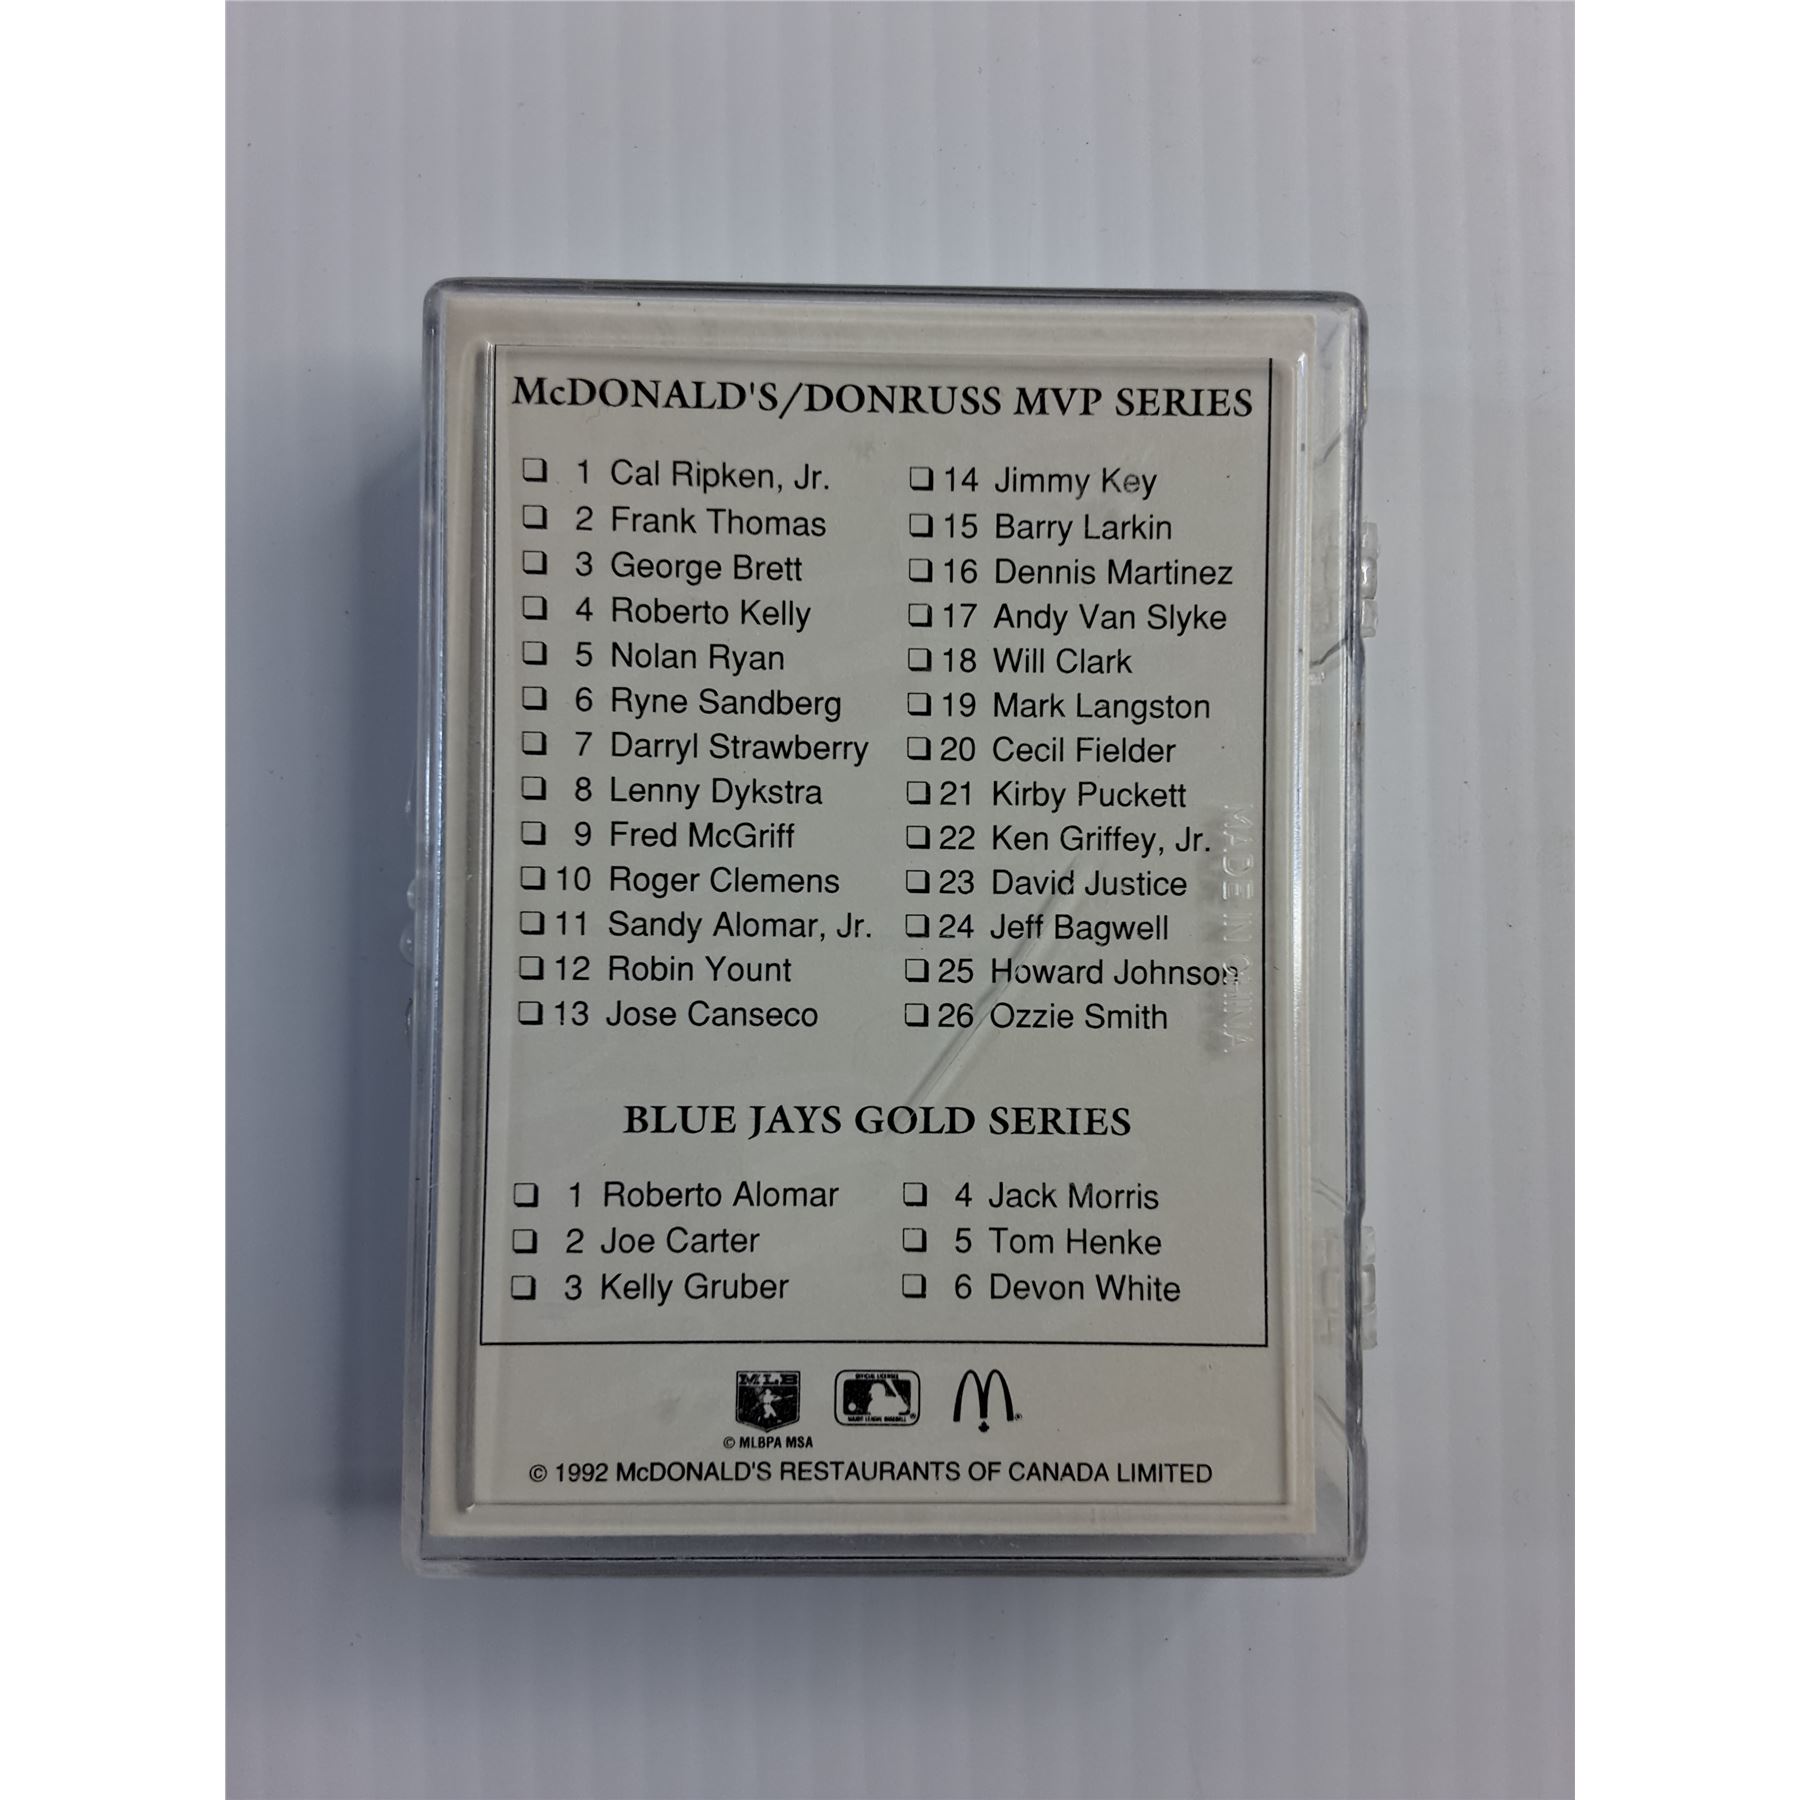 McDONALD'S/DONRUSS MVP SERIES
❏ 1 Cal Ripken, Jr.
❏ 2 Frank Thomas
❏ 3 George Brett
❏ 4 Roberto Kelly
❏ 5 Nolan Ryan
❏ 6 Ryne Sandberg
❏ 7 Darryl Strawberry
❏ 8 Lenny Dykstra
❏ 9 Fred McGriff
❏ 10 Roger Clemens
❏ 11 Sandy Alomar, Jr.
❏ 12 Robin Yount
❏ 13 Jose Canseco
❏ 14 Jimmy Key
❏ 15 Barry Larkin
❏ 16 Dennis Martinez
❏ 17 Andy Van Slyke
❏ 18 Will Clark
❏ 19 Mark Langston
❏ 20 Cecil Fielder
❏ 21 Kirby Puckett
❏ 22 Ken Griffey, Jr.
❏ 23 David Justice
❏ 24 Jeff Bagwell
❏ 25 Howard Johnson
❏ 26 Ozzie Smith
MADE IN CHINA
BLUE JAYS GOLD SERIES
❏ 1 Roberto Alomar
❏ 2 Joe Carter
❏ 3 Kelly Gruber
❏ 4 Jack Morris
❏ 5 Tom Henke
❏ 6 Devon White
MLB
© MLBPA MSA
© 1992 McDONALD'S RESTAURANTS OF CANADA LIMITED